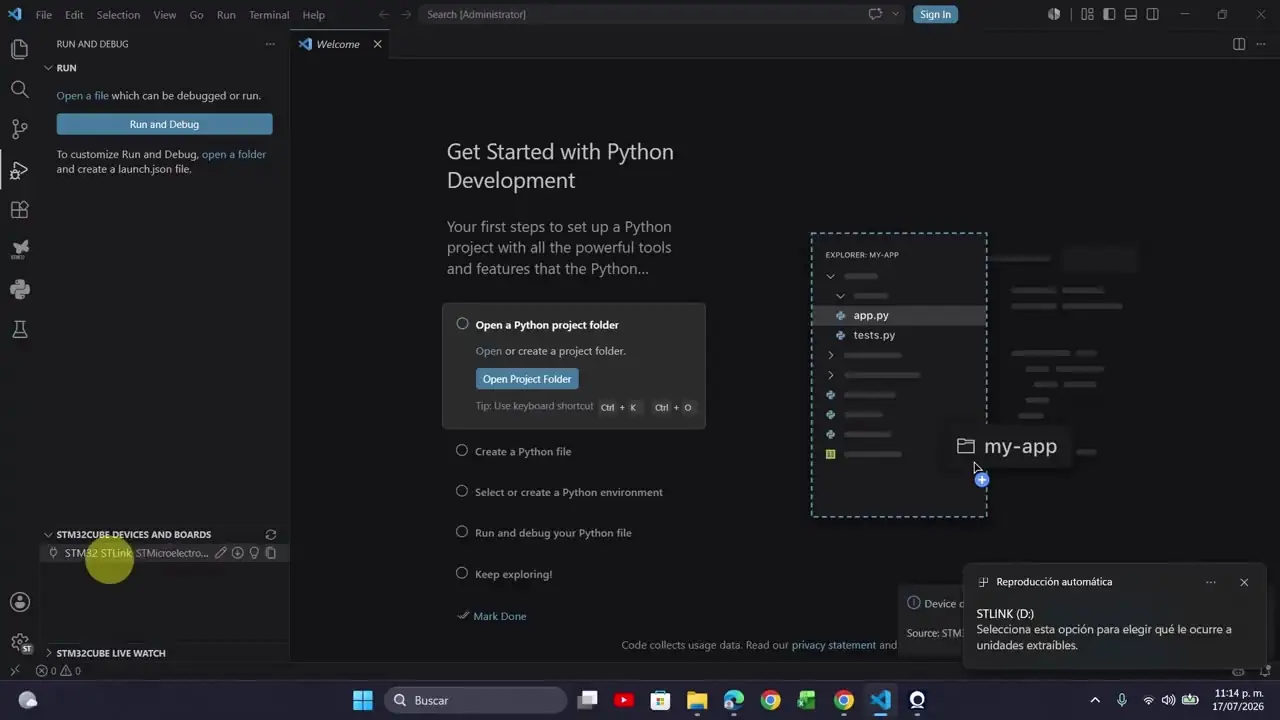 File Edit Selection View Go Run Terminal Help
Search [Administrator]
Sign In
RUN AND DEBUG
Welcome
RUN
Open a file which can be debugged or run.
Run and Debug
To customize Run and Debug, open a folder
and create a launch.json file.
Get Started with Python
Development
Your first steps to set up a Python
project with all the powerful tools
and features that the Python...
Open a Python project folder
Open or create a project folder.
Open Project Folder
Tip: Use keyboard shortcut Ctrl + K Ctrl + O
Create a Python file
Select or create a Python environment
Run and debug your Python file
Keep exploring!
Mark Done
EXPLORER: MY-APP
app.py
tests.py
my-app
STM32CUBE DEVICES AND BOARDS
STM32 STLink STMicroelectro...
STM32CUBE LIVE WATCH
ST
0 0
Code collects usage data. Read our privacy statement and
Device
Source: STM
Reproducción automática
STLINK (D:)
Selecciona esta opción para elegir qué le ocurre a
unidades extraíbles.
Buscar
11:14 p. m.
17/07/2026